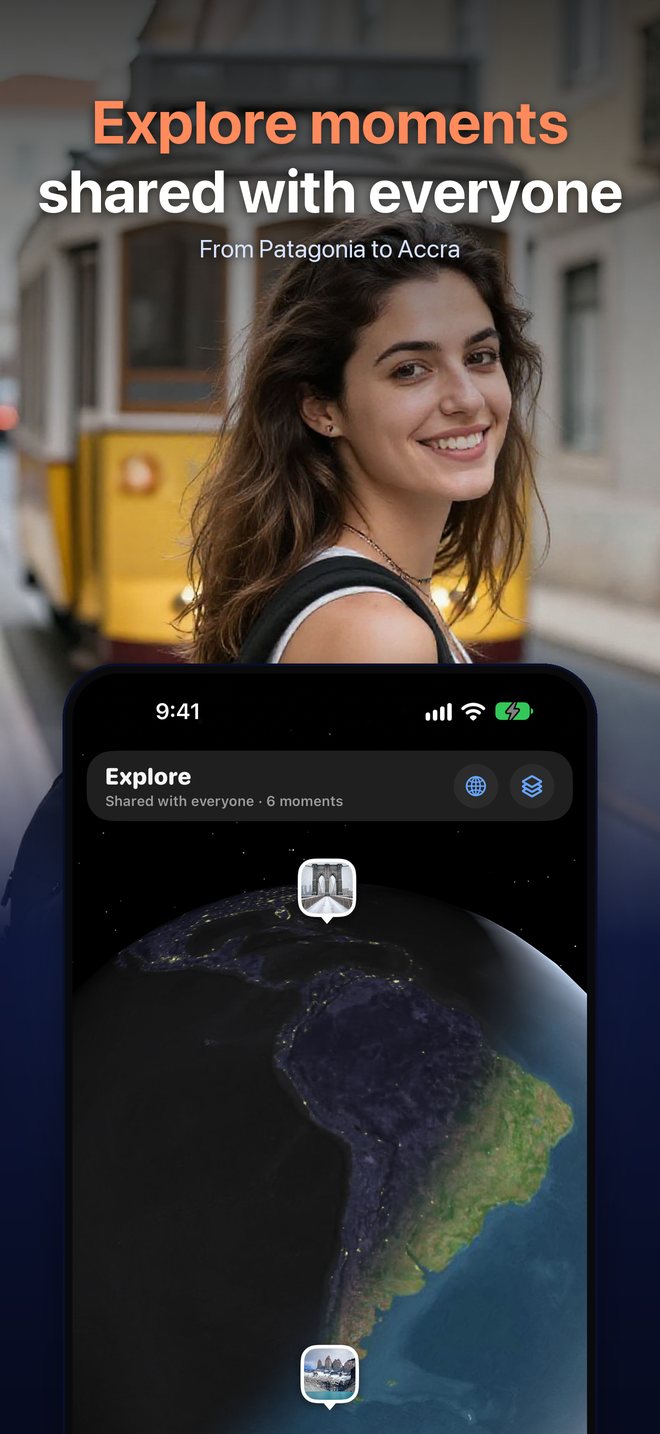 Explore moments
shared with everyone
From Patagonia to Accra
9:41
Explore
Shared with everyone · 6 moments